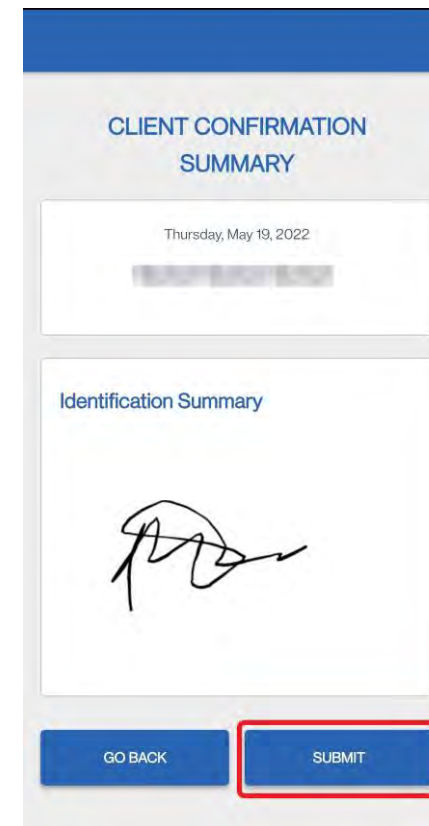 CLIENT CONFIRMATION
SUMMARY
Thursday, May 19, 2022
Identification Summary
GO BACK
SUBMIT